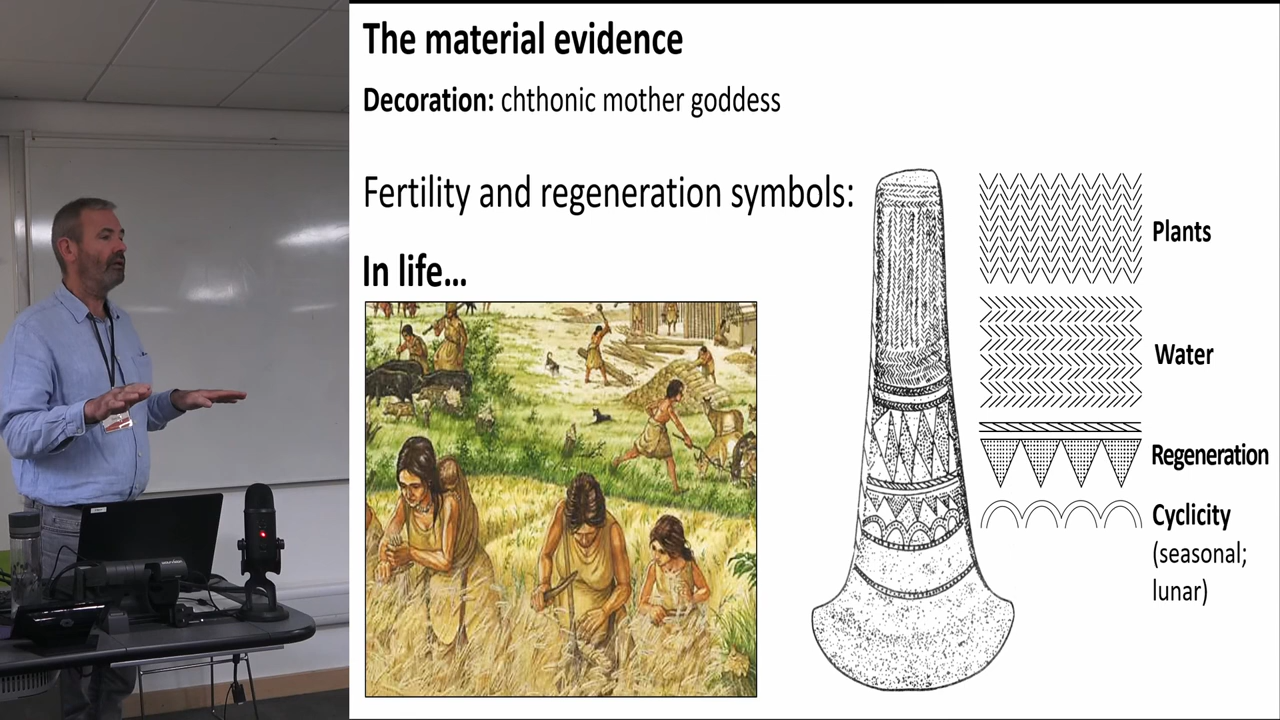 The material evidence
Decoration: chthonic mother goddess
Fertility and regeneration symbols:
In life...
Plants
Water
Regeneration
Cyclicity
(seasonal;
lunar)